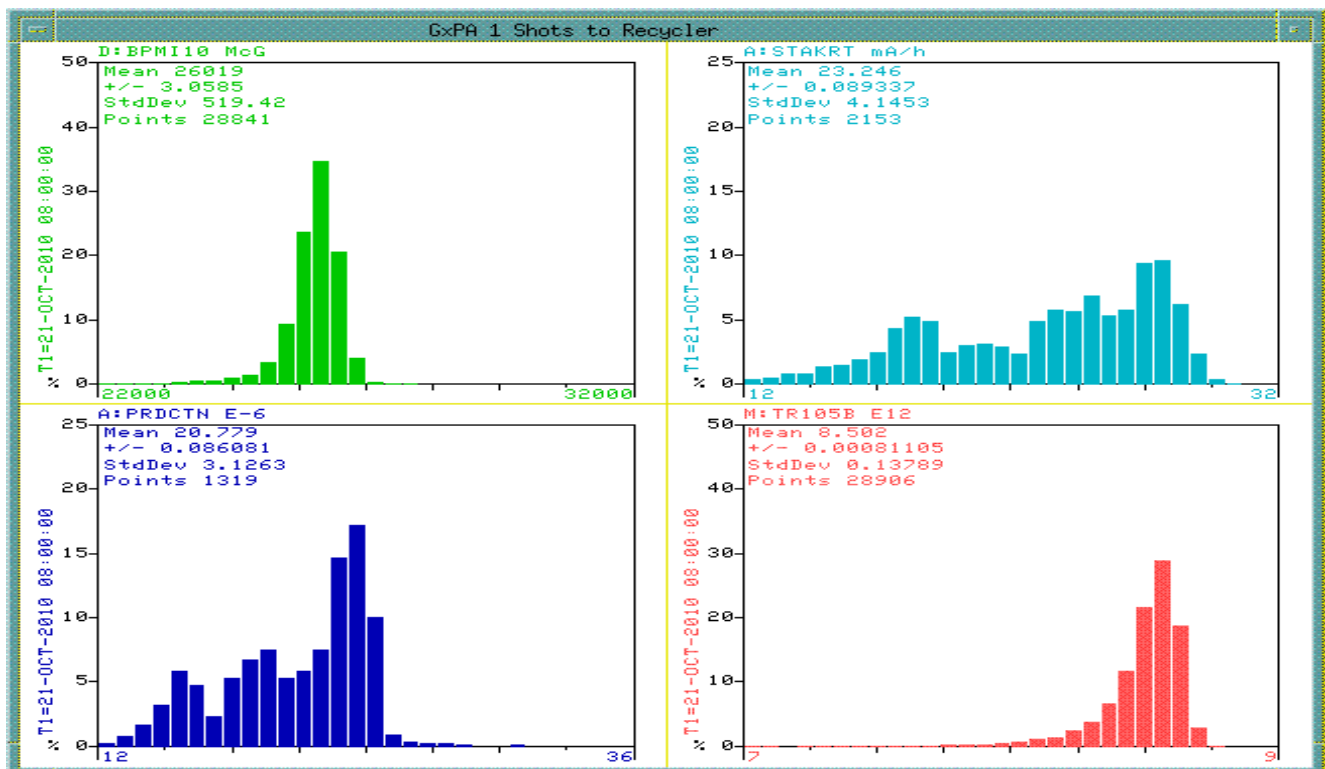 GxPA 1 Shots to Recycler
D:BPMI10 McG
50
40
30
20
10
% 0
Mean 26019
+/- 3.0585
StdDev 519.42
Points 28841
T1=21-OCT-2010 08:00:00
22000 32000
A:STAKRT mA/h
25
20
15
10
5
% 0
Mean 23.246
+/- 0.089337
StdDev 4.1453
Points 2153
T1=21-OCT-2010 08:00:00
12 32
A:PRDCTN E-6
25
20
15
10
5
% 0
Mean 20.779
+/- 0.086081
StdDev 3.1263
Points 1319
T1=21-OCT-2010 08:00:00
12 36
M:TR105B E12
50
40
30
20
10
% 0
Mean 8.502
+/- 0.00081105
StdDev 0.13789
Points 28906
T1=21-OCT-2010 08:00:00
7 9